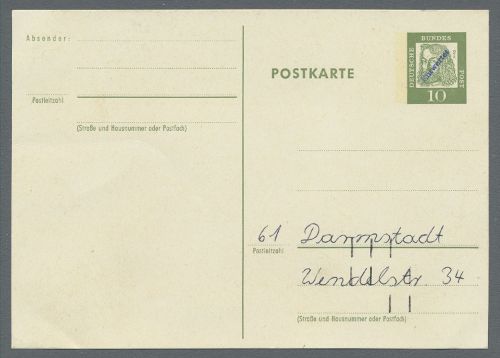 Absender:
Postleitzahl
(Straße und Hausnummer oder Postfach)
POSTKARTE
DEUTSCHE
BUNDES
POST
10
61 Darmstadt
Postleitzahl
Wendelstr. 34
(Straße und Hausnummer oder Postfach)